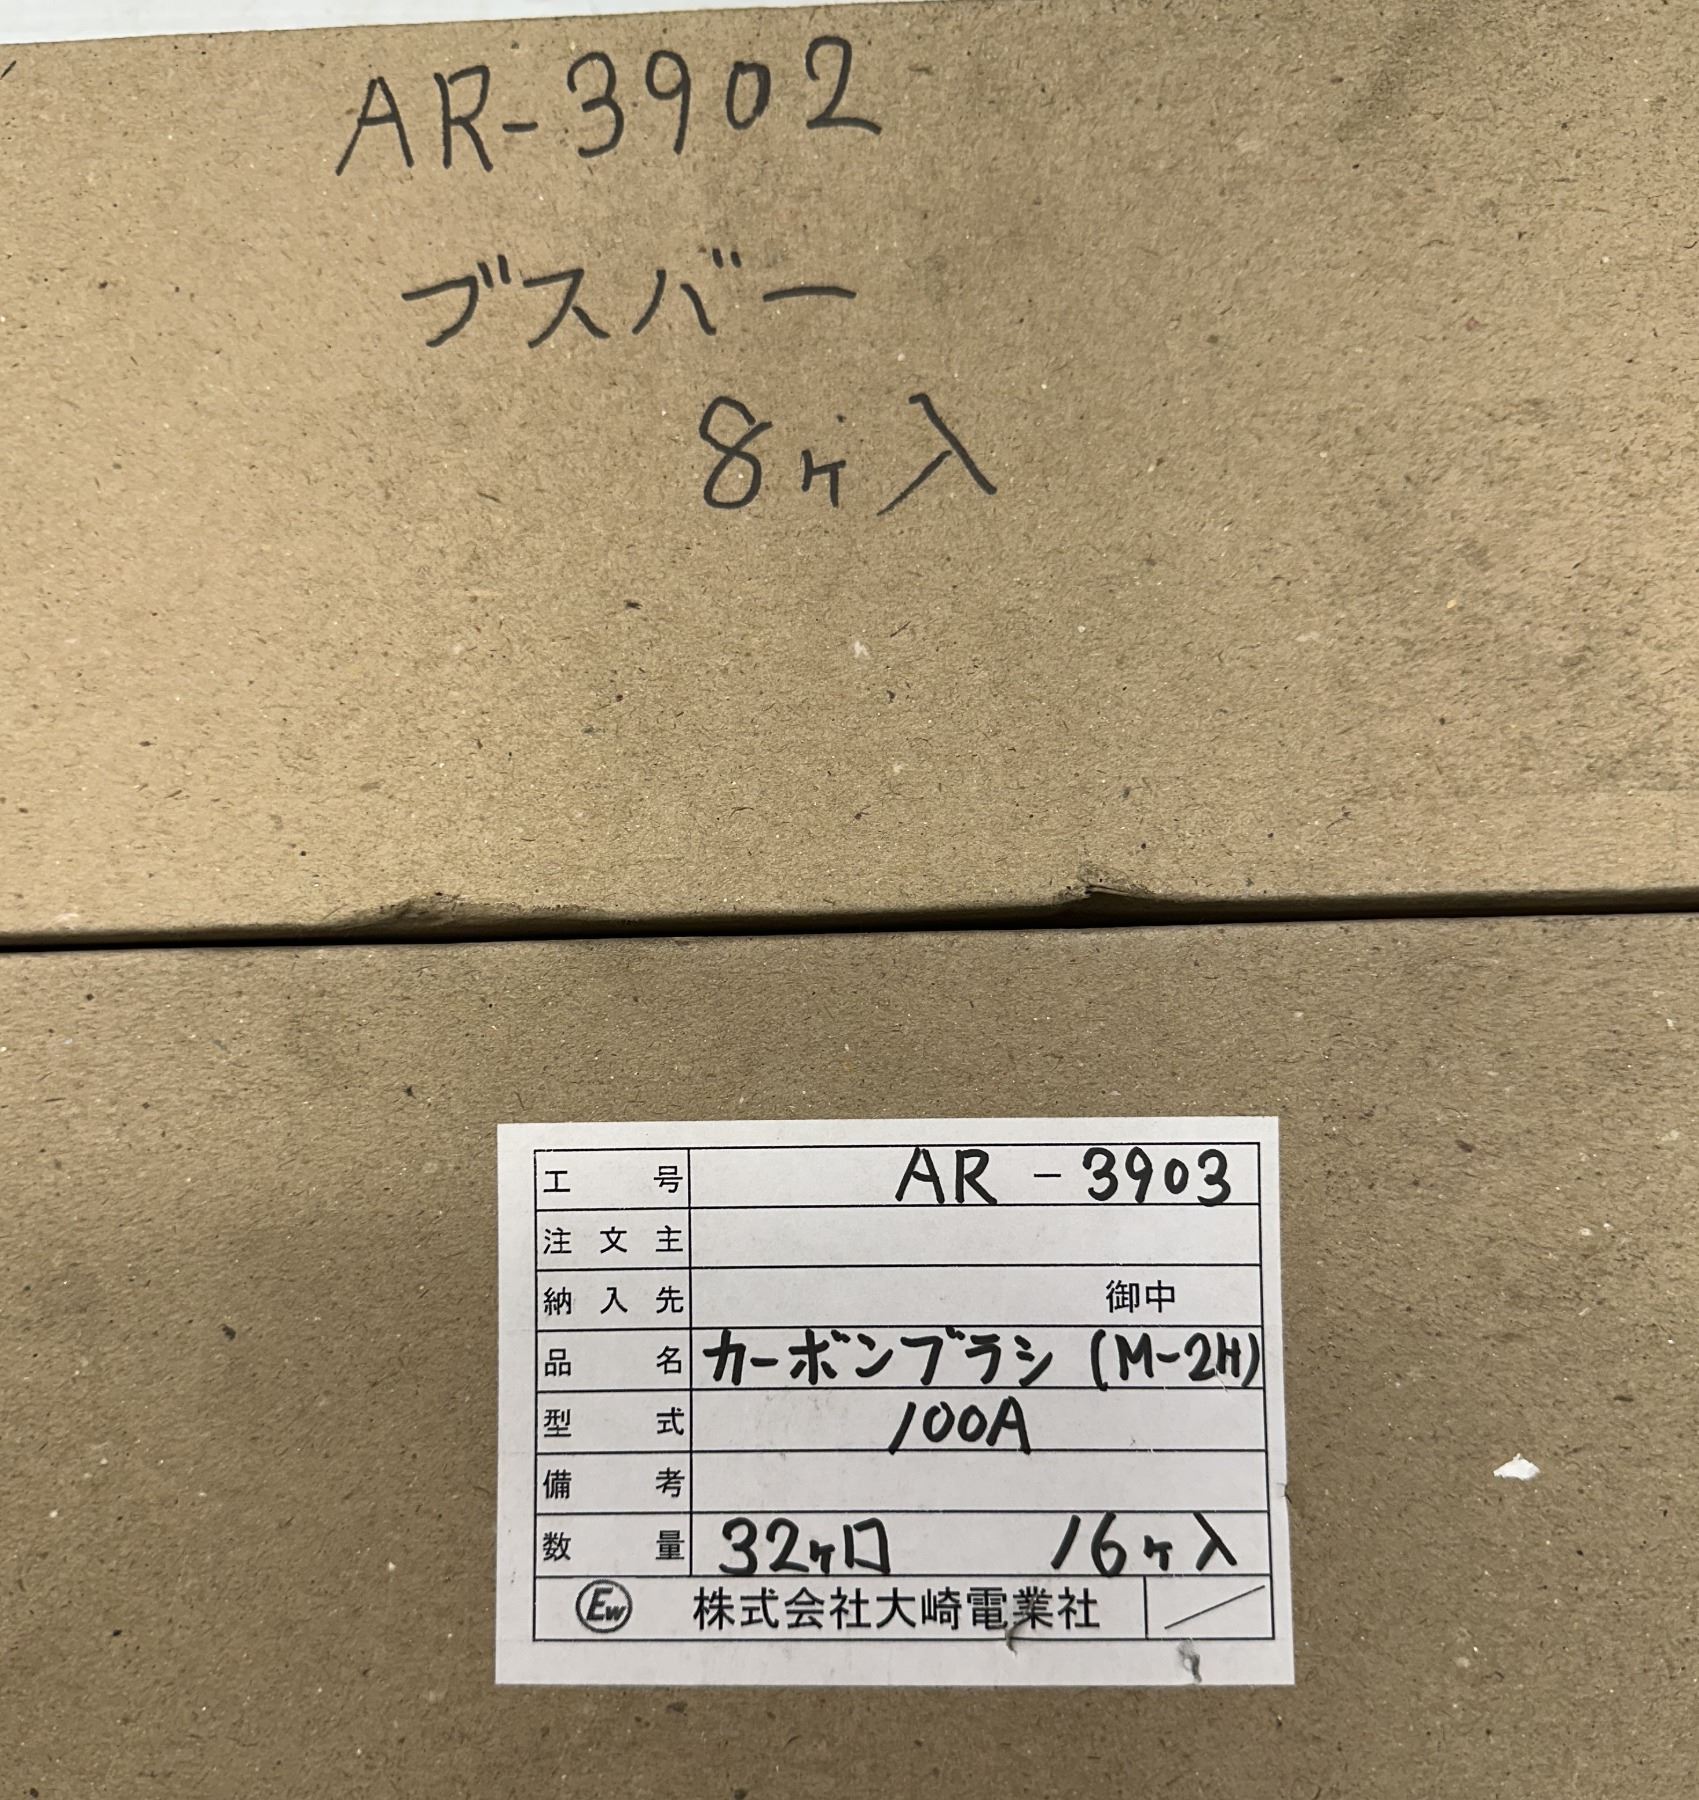 AR-3902
ブスバー
8ヶ入
工号 AR-3903
注文主
納入先 御中
品名 カーボンブラシ (M-2H)
型式 100A
備考
数量 32ヶ口 16ヶ入
Ew 株式会社大崎電業社